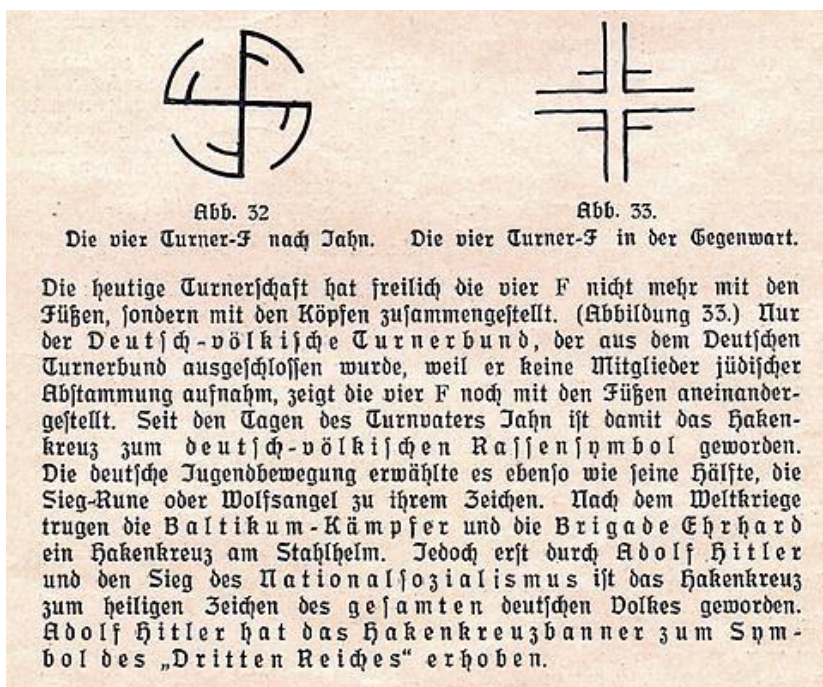 Abb. 32
Abb. 33.
Die vier Turner-F nach Jahn.
Die vier Turner-F in der Gegenwart.
Die heutige Turnerschaft hat freilich die vier F nicht mehr mit den
Füßen, sondern mit den Köpfen zusammengestellt. (Abbildung 33.) Nur
der Deutsch-völkische Turnerbund, der aus dem Deutschen
Turnerbund ausgeschlossen wurde, weil er keine Mitglieder jüdischer
Abstammung aufnahm, zeigt die vier F noch mit den Füßen aneinander-
gestellt. Seit den Tagen des Turnvaters Jahn ist damit das Haken-
kreuz zum deutsch-völkischen Rassensymbol geworden.
Die deutsche Jugendbewegung erwählte es ebenso wie seine Hälfte, die
Sieg-Rune oder Wolfsangel zu ihrem Zeichen. Nach dem Weltkriege
trugen die Baltikum-Kämpfer und die Brigade Ehrhard
ein Hakenkreuz am Stahlhelm. Jedoch erst durch Adolf Hitler
und den Sieg des Nationalsozialismus ist das Hakenkreuz
zum heiligen Zeichen des gesamten deutschen Volkes geworden.
Adolf Hitler hat das Hakenkreuzbanner zum Sym-
bol des „Dritten Reiches“ erhoben.